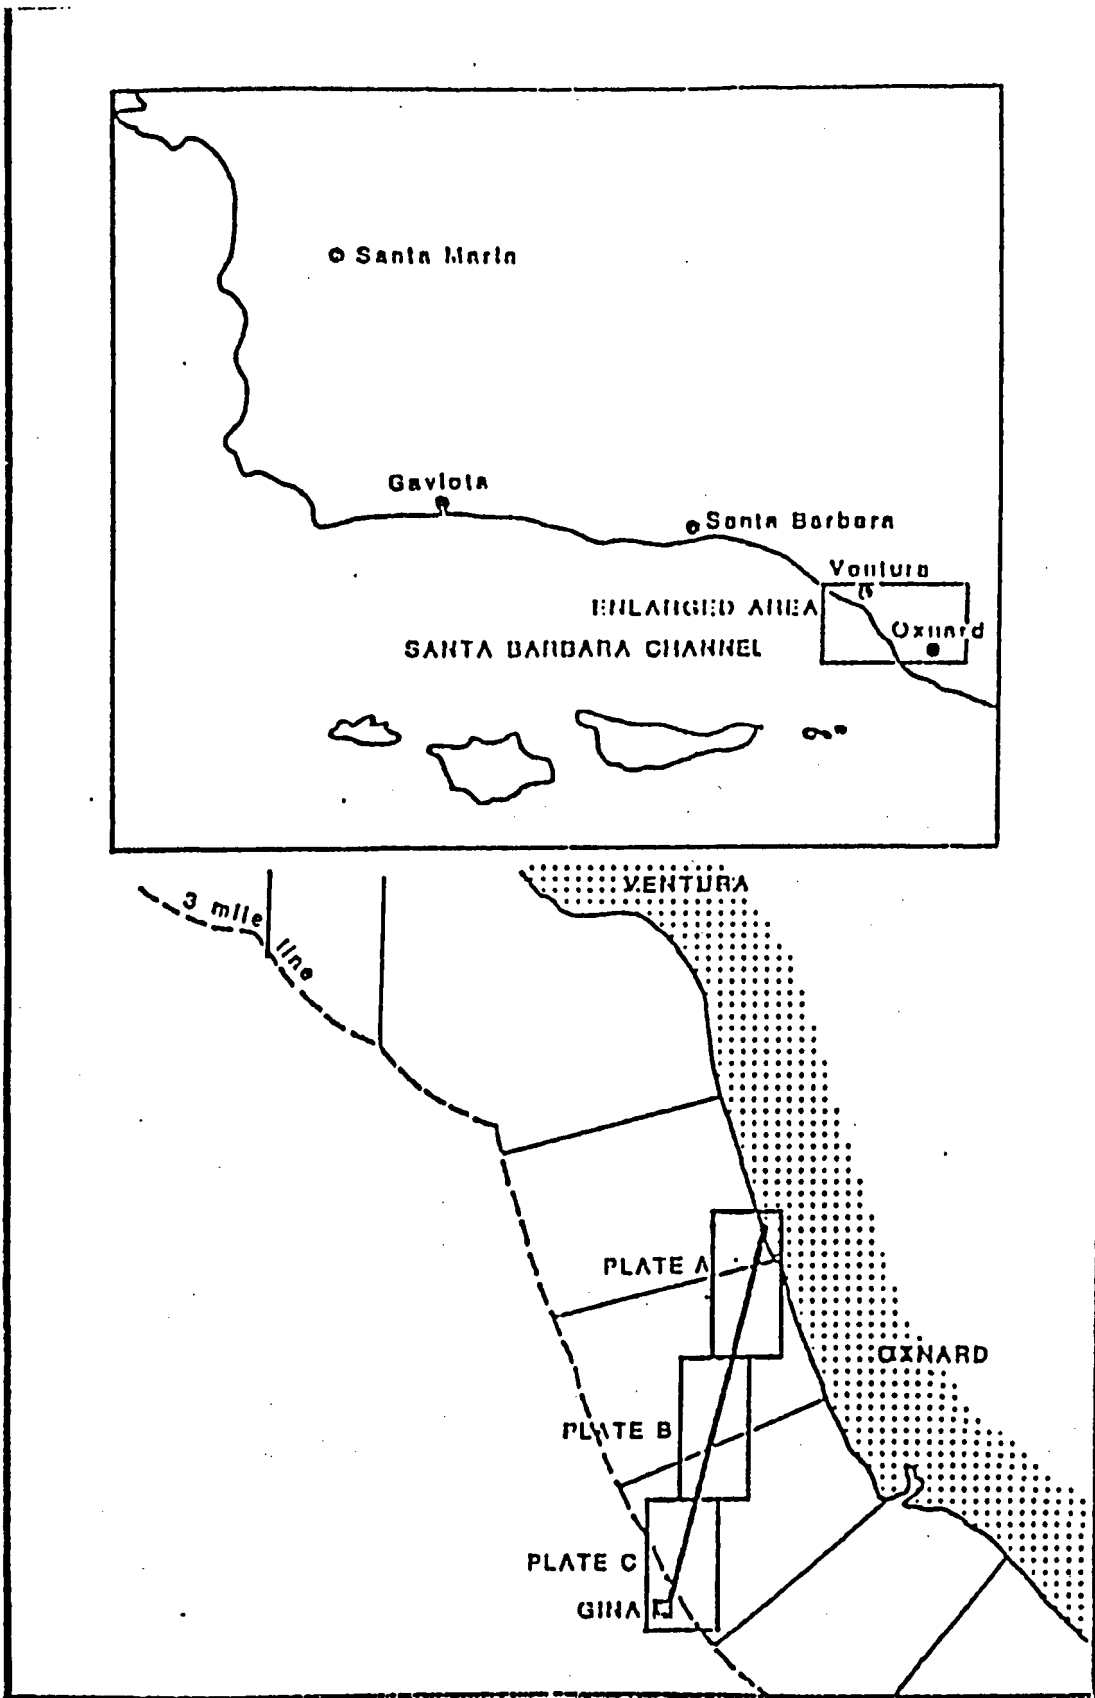 Santa Maria
Gaviota
Santa Barbara
Ventura
ENLARGED AREA
Oxnard
SANTA BARBARA CHANNEL
VENTURA
3 mile line
PLATE A
OXNARD
PLATE B
PLATE C
GINA